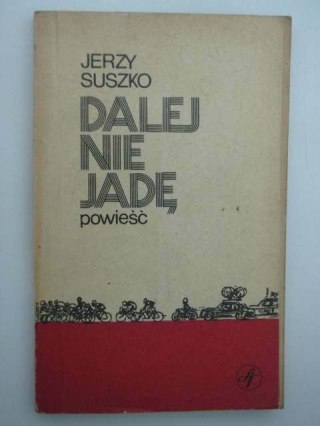 JERZY
SUSZKO
DALEJ
NIE
JADĘ
powieść